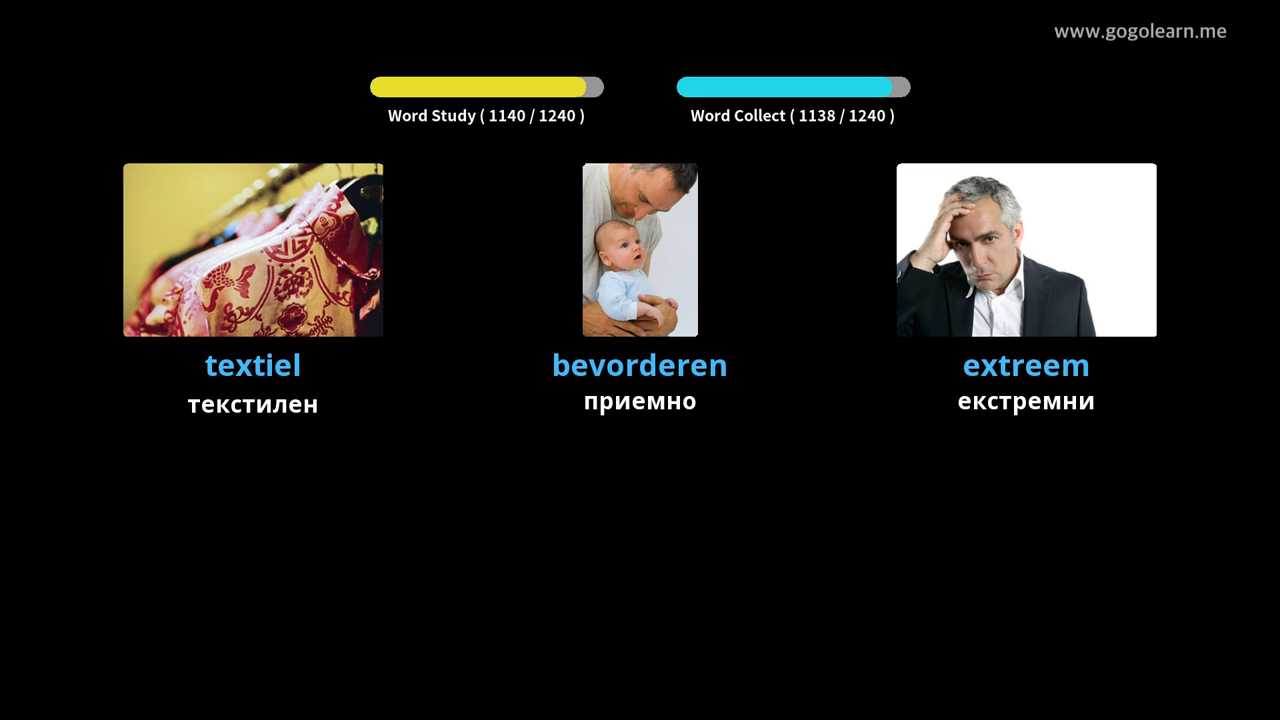 www.gogolearn.me
Word Study ( 1140 / 1240 )
Word Collect ( 1138 / 1240 )
textiel
текстилен
bevorderen
приемно
extreem
екстремни